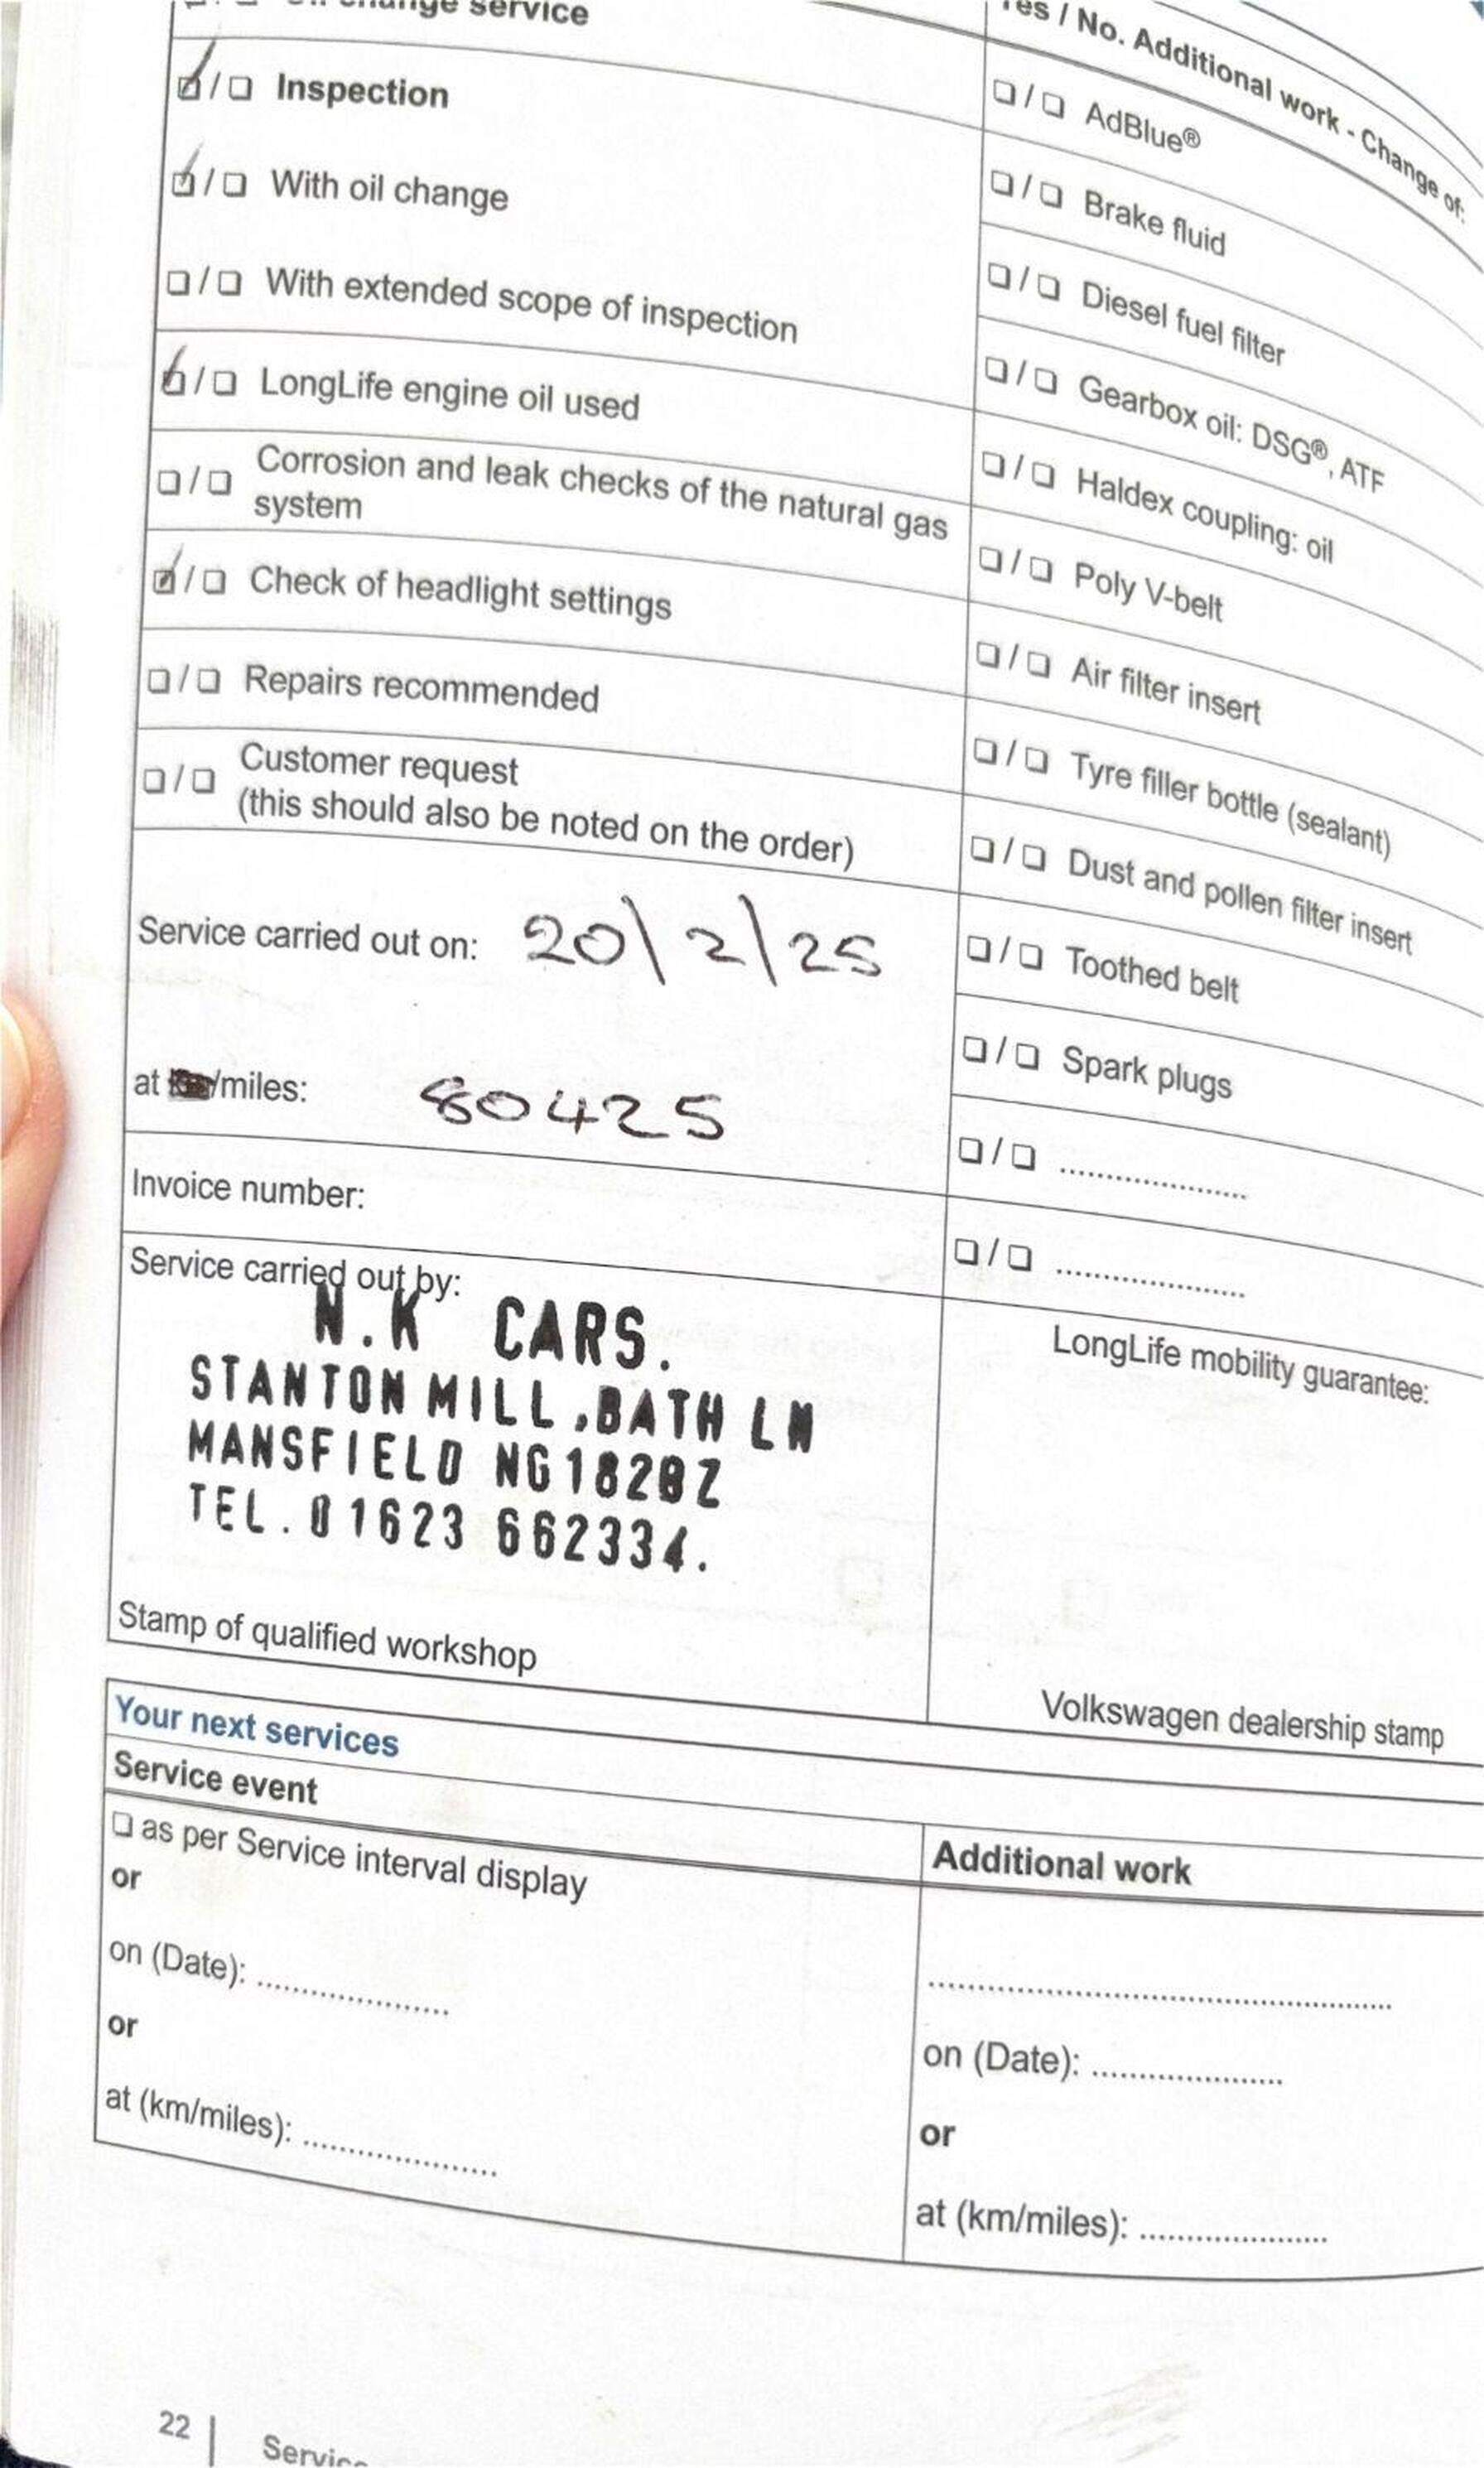 change service
☑/☐ Inspection
☑/☐ With oil change
☐/☐ With extended scope of inspection
☑/☐ LongLife engine oil used
☐/☐ Corrosion and leak checks of the natural gas
system
☑/☐ Check of headlight settings
☐/☐ Repairs recommended
☐/☐ Customer request
(this should also be noted on the order)
Service carried out on: 20\2\25
at /miles: 80425
Invoice number:
Service carried out by:
N.K CARS.
STANTON MILL,BATH LN
MANSFIELD NG182BZ
TEL.01623 662334.
Stamp of qualified workshop
Yes / No. Additional work - Change of:
☐/☐ AdBlue®
☐/☐ Brake fluid
☐/☐ Diesel fuel filter
☐/☐ Gearbox oil: DSG®, ATF
☐/☐ Haldex coupling: oil
☐/☐ Poly V-belt
☐/☐ Air filter insert
☐/☐ Tyre filler bottle (sealant)
☐/☐ Dust and pollen filter insert
☐/☐ Toothed belt
☐/☐ Spark plugs
☐/☐ ....................
☐/☐ ....................
LongLife mobility guarantee:
Volkswagen dealership stamp
Your next services
Service event
☐ as per Service interval display
or
on (Date): ....................
or
at (km/miles): ....................
Additional work
..................................................
on (Date): ....................
or
at (km/miles): ....................
22 | Service